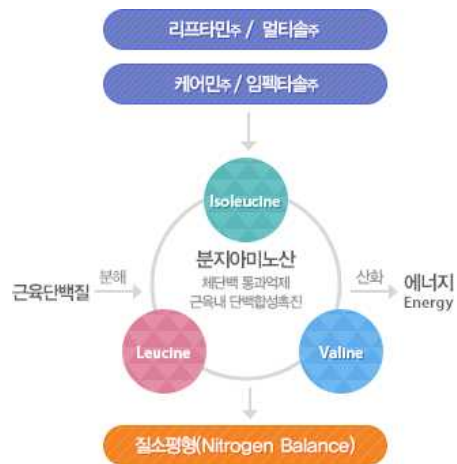 리프타민주 / 멀티솔주
케어민주 / 임펙타솔주
Isoleucine
분지아미노산
체단백 통과억제
근육내 단백합성촉진
근육단백질
분해
산화
에너지
Energy
Leucine
Valine
질소평형(Nitrogen Balance)